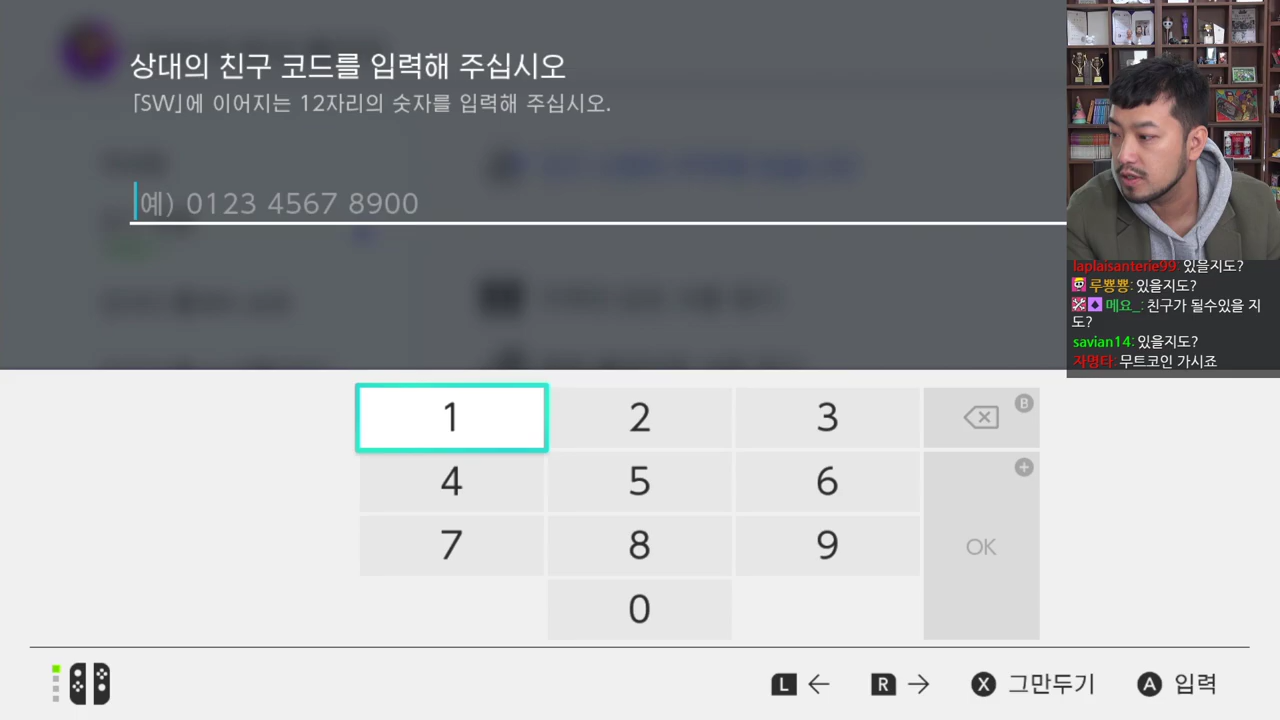 상대의 친구 코드를 입력해 주십시오
「SW」에 이어지는 12자리의 숫자를 입력해 주십시오.
예) 0123 4567 8900
laplaisanterie99: 있을지도?
루뿅뿅: 있을지도?
메요_: 친구가 될수있을 지
도?
savian14: 있을지도?
자명타: 무트코인 가시죠
1 2 3 B
4 5 6 +
7 8 9 OK
0
L ← R → X 그만두기 A 입력